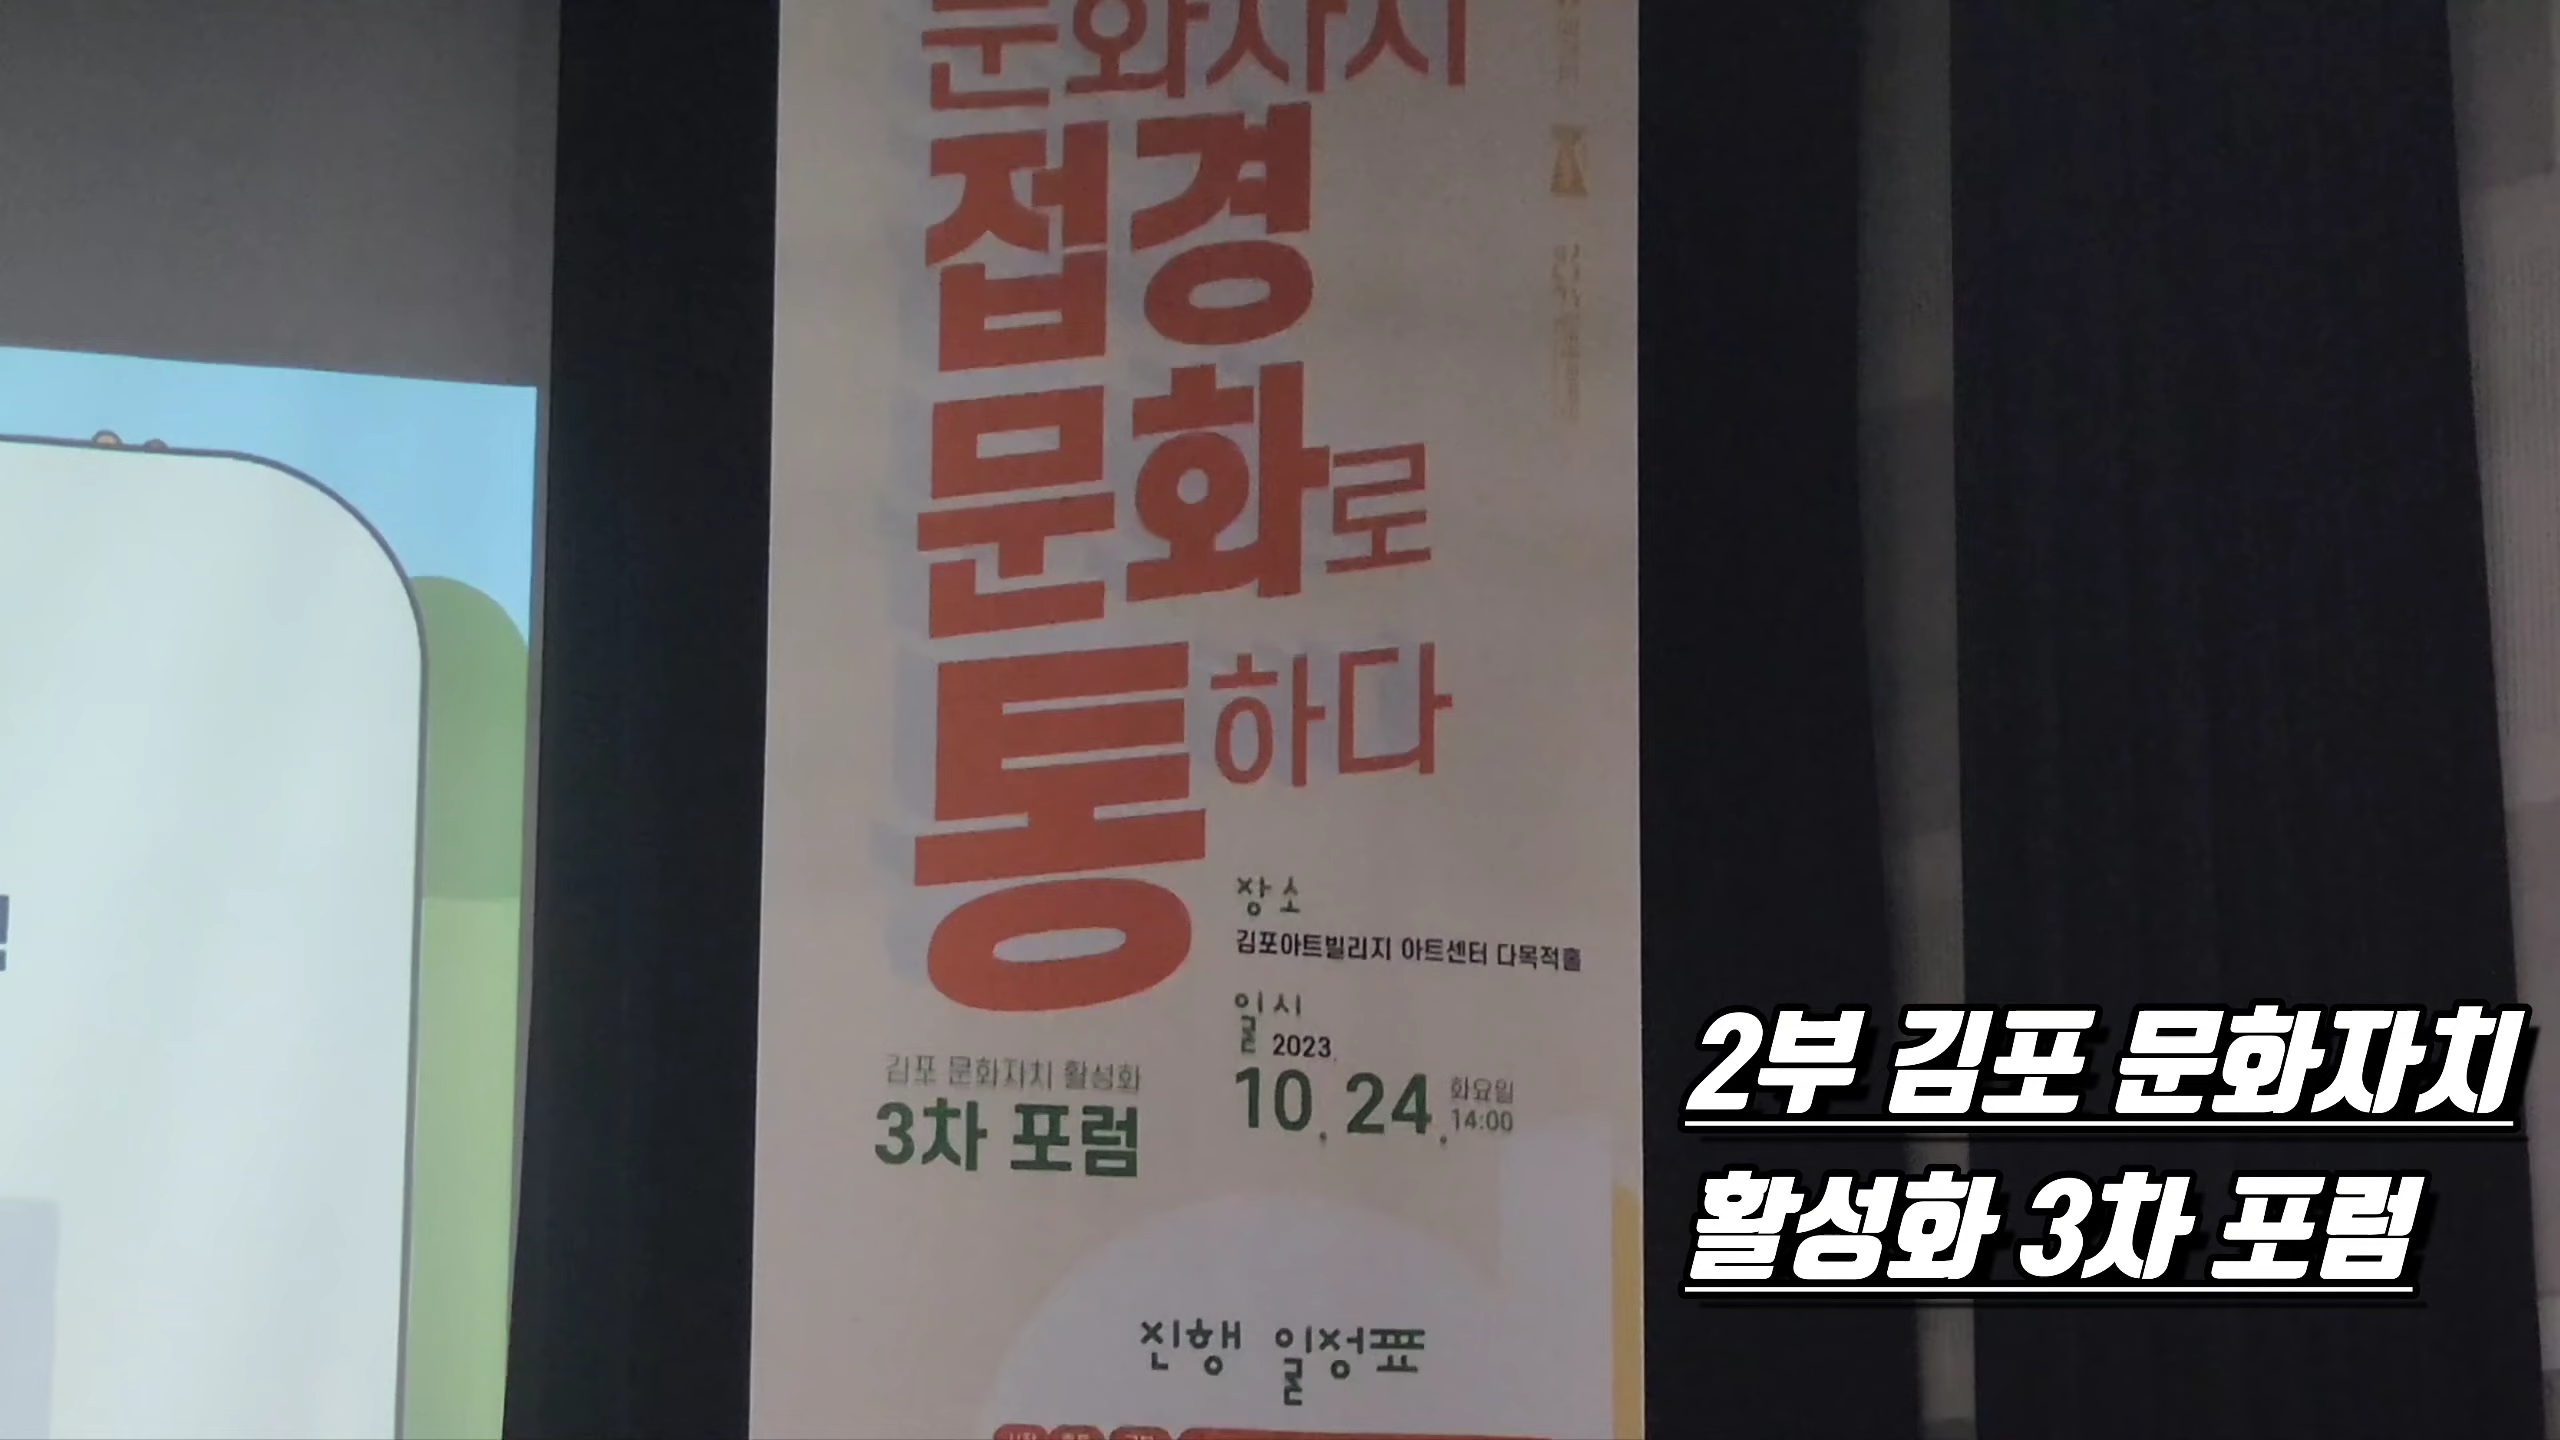 문화자치
접경
문화로
통하다
장소
김포아트빌리지 아트센터 다목적홀
일시
2023.
10. 24. 화요일
14:00
김포 문화자치 활성화
3차 포럼
진행 일정표
2부 김포 문화자치
활성화 3차 포럼